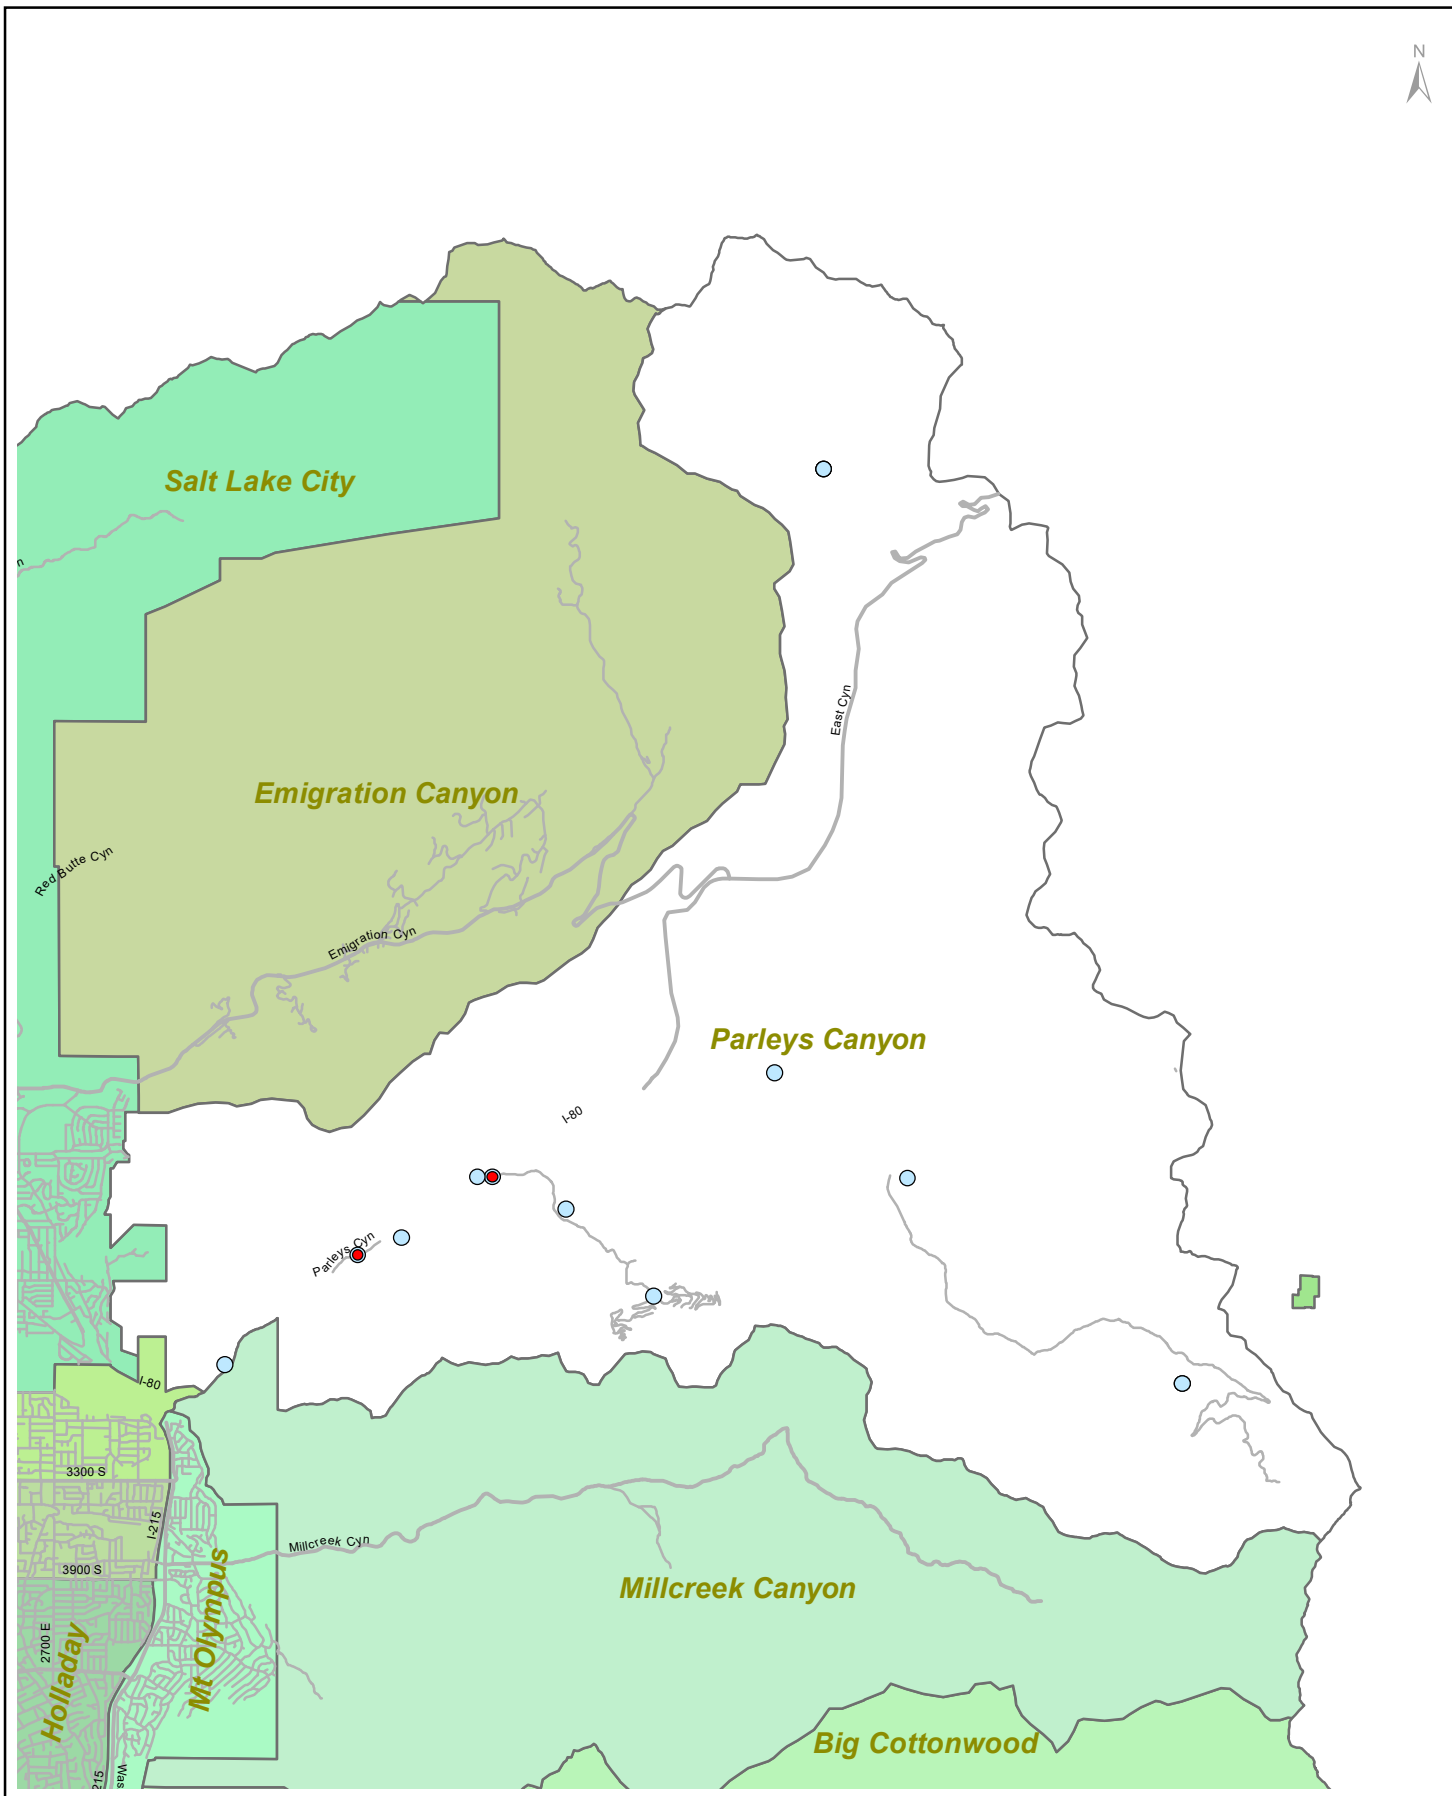 N
Salt Lake City
n
East Cyn
Emigration Canyon
Red Butte Cyn
Emigration Cyn
Parleys Canyon
I-80
Parleys Cyn
I-80
3300 S
I-215
Millcreek Cyn
3900 S
Millcreek Canyon
Mt Olympus
2700 E
Holladay
Big Cottonwood
215
Was